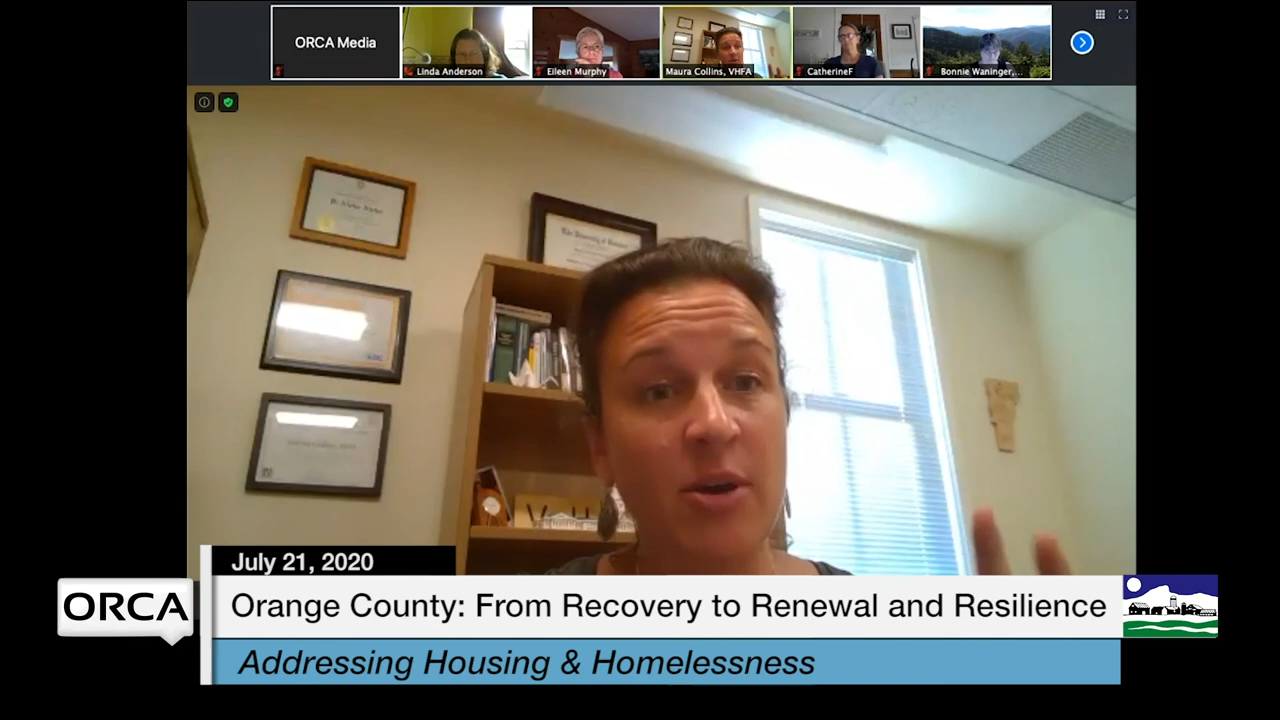 ORCA Media
Linda Anderson
Eileen Murphy
Maura Collins, VHFA
CatherineF
Bonnie Waninger,...
July 21, 2020
ORCA
Orange County: From Recovery to Renewal and Resilience
Addressing Housing & Homelessness